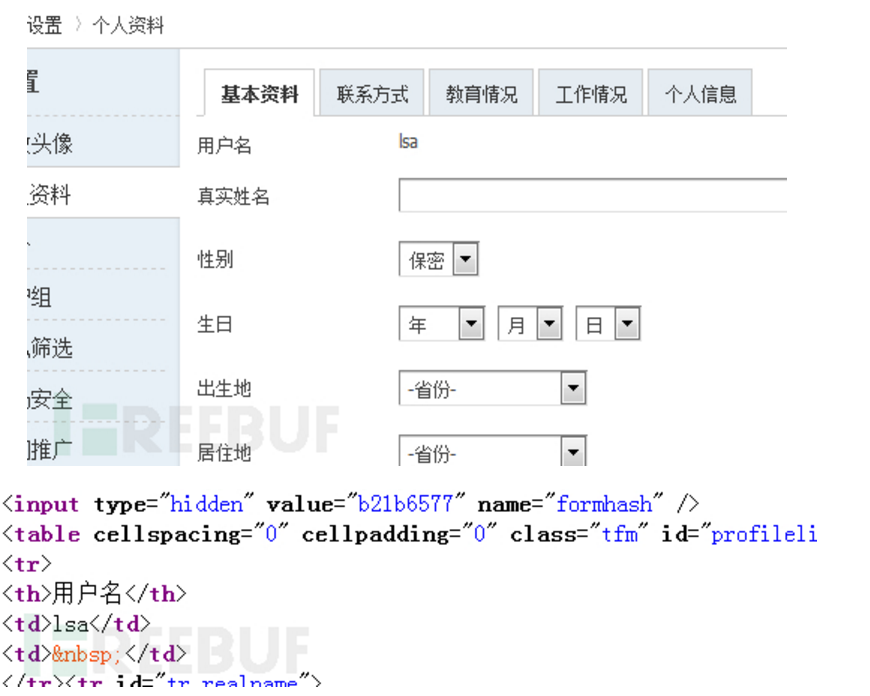 设置 〉 个人资料
置
头像
资料
组
筛选
安全
推广
基本资料 联系方式 教育情况 工作情况 个人信息
用户名 lsa
真实姓名
性别 保密
生日 年 月 日
出生地 -省份-
居住地 -省份-
REEBUF
<input type="hidden" value="b21b6577" name="formhash" />
<table cellspacing="0" cellpadding="0" class="tfm" id="profileli
<tr>
<th>用户名</th>
<td>lsa</td>
<td>&nbsp;</td>
</tr><tr id="tr_realname">
REEBUF